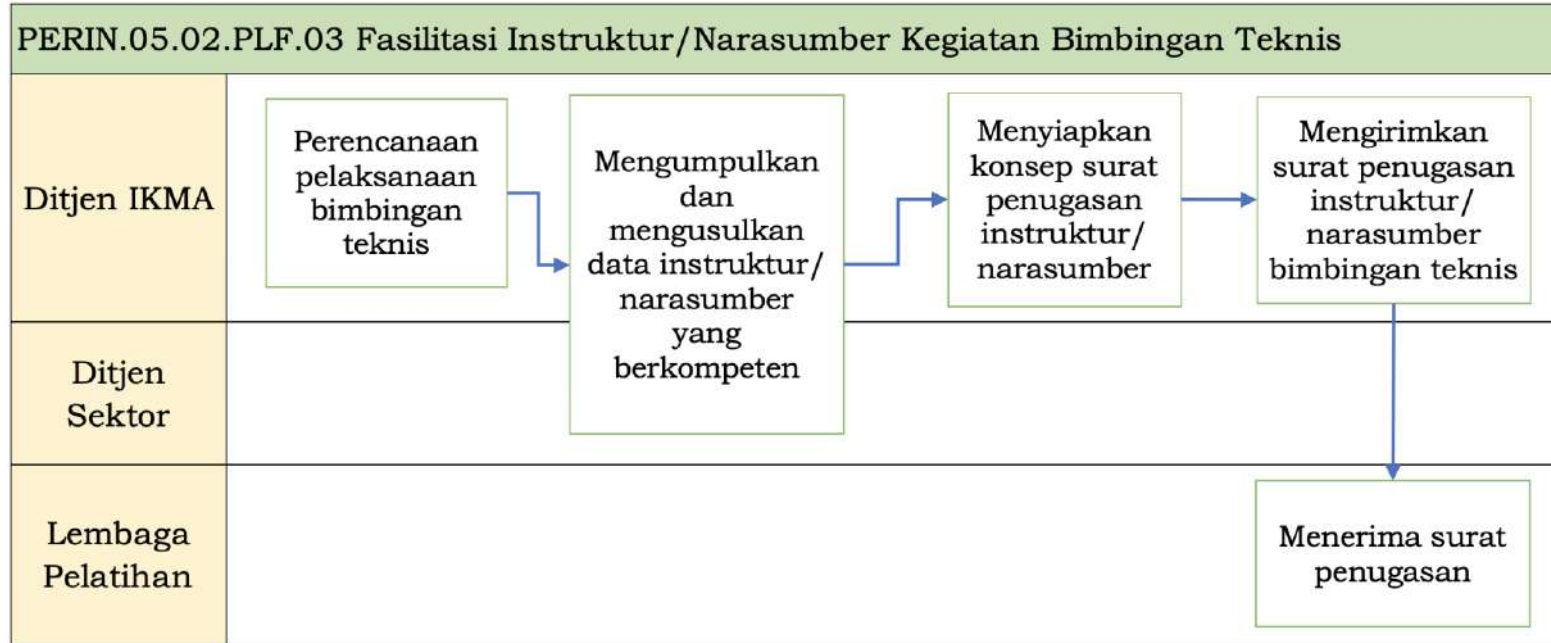 PERIN.05.02.PLF.03 Fasilitasi Instruktur/Narasumber Kegiatan Bimbingan Teknis
Ditjen IKMA
Perencanaan
pelaksanaan
bimbingan
teknis
Mengumpulkan
dan
mengusulkan
data instruktur/
narasumber
yang
berkompeten
Menyiapkan
konsep surat
penugasan
instruktur/
narasumber
Mengirimkan
surat penugasan
instruktur/
narasumber
bimbingan teknis
Ditjen
Sektor
Lembaga
Pelatihan
Menerima surat
penugasan